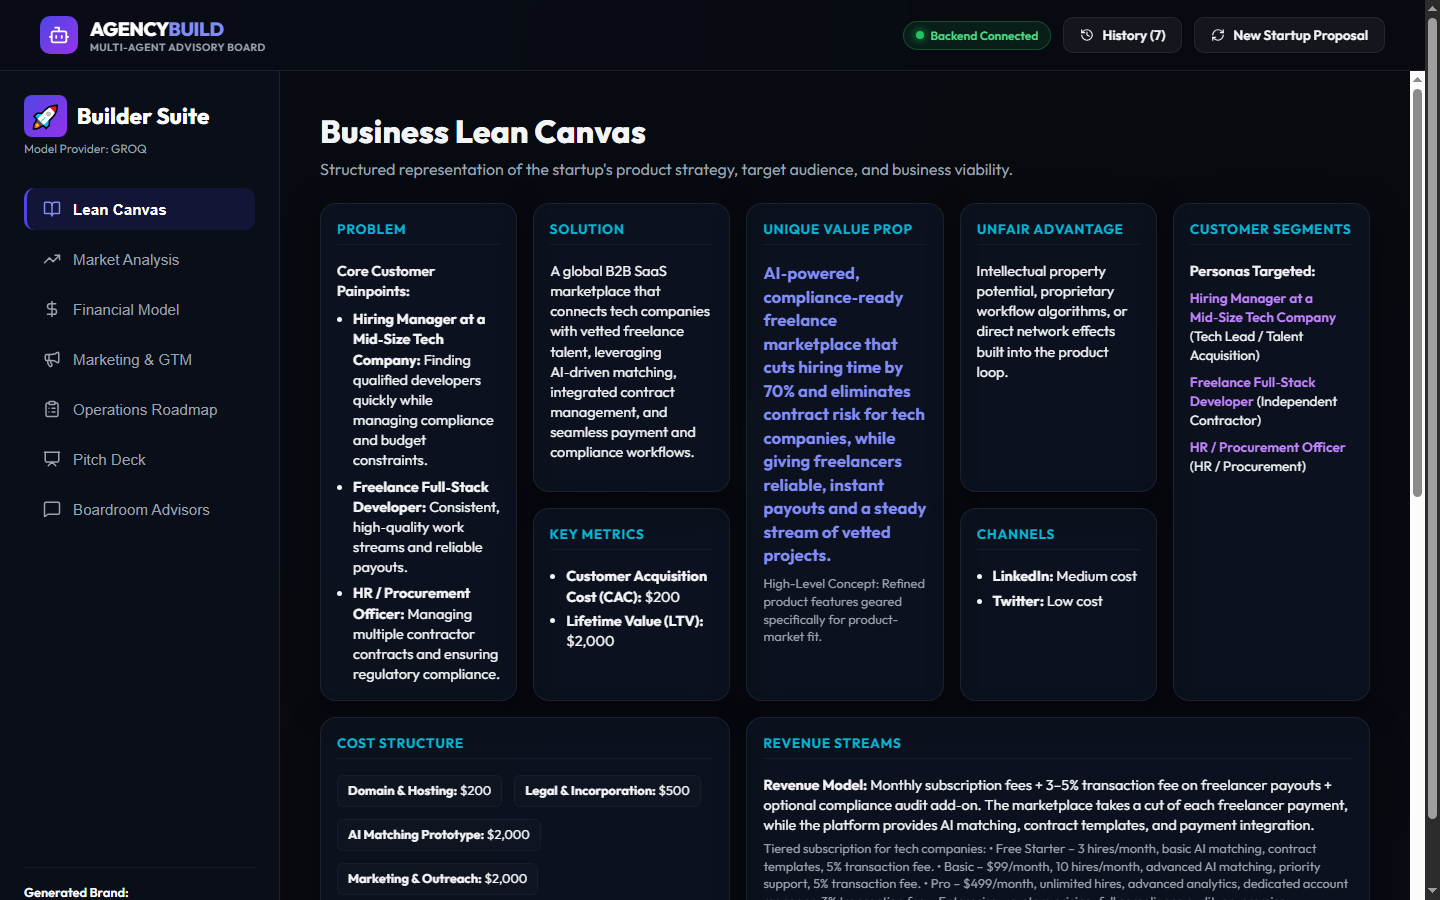 AGENCYBUILD
MULTI-AGENT ADVISORY BOARD
Backend Connected
History (7)
New Startup Proposal
Builder Suite
Model Provider: GROQ
Lean Canvas
Market Analysis
Financial Model
Marketing & GTM
Operations Roadmap
Pitch Deck
Boardroom Advisors
Generated Brand:
Business Lean Canvas
Structured representation of the startup's product strategy, target audience, and business viability.
PROBLEM
Core Customer
Painpoints:
• Hiring Manager at a
Mid-Size Tech
Company: Finding
qualified developers
quickly while
managing compliance
and budget
constraints.
• Freelance Full-Stack
Developer: Consistent,
high-quality work
streams and reliable
payouts.
• HR / Procurement
Officer: Managing
multiple contractor
contracts and ensuring
regulatory compliance.
SOLUTION
A global B2B SaaS
marketplace that
connects tech companies
with vetted freelance
talent, leveraging
AI-driven matching,
integrated contract
management, and
seamless payment and
compliance workflows.
KEY METRICS
• Customer Acquisition
Cost (CAC): $200
• Lifetime Value (LTV):
$2,000
UNIQUE VALUE PROP
AI-powered,
compliance-ready
freelance
marketplace that
cuts hiring time by
70% and eliminates
contract risk for tech
companies, while
giving freelancers
reliable, instant
payouts and a steady
stream of vetted
projects.
High-Level Concept: Refined
product features geared
specifically for product-
market fit.
UNFAIR ADVANTAGE
Intellectual property
potential, proprietary
workflow algorithms, or
direct network effects
built into the product
loop.
CHANNELS
• LinkedIn: Medium cost
• Twitter: Low cost
CUSTOMER SEGMENTS
Personas Targeted:
Hiring Manager at a
Mid-Size Tech Company
(Tech Lead / Talent
Acquisition)
Freelance Full-Stack
Developer (Independent
Contractor)
HR / Procurement Officer
(HR / Procurement)
COST STRUCTURE
Domain & Hosting: $200
Legal & Incorporation: $500
AI Matching Prototype: $2,000
Marketing & Outreach: $2,000
REVENUE STREAMS
Revenue Model: Monthly subscription fees + 3–5% transaction fee on freelancer payouts +
optional compliance audit add-on. The marketplace takes a cut of each freelancer payment,
while the platform provides AI matching, contract templates, and payment integration.
Tiered subscription for tech companies: • Free Starter – 3 hires/month, basic AI matching, contract
templates, 5% transaction fee. • Basic – $99/month, 10 hires/month, advanced AI matching, priority
support, 5% transaction fee. • Pro – $499/month, unlimited hires, advanced analytics, dedicated account